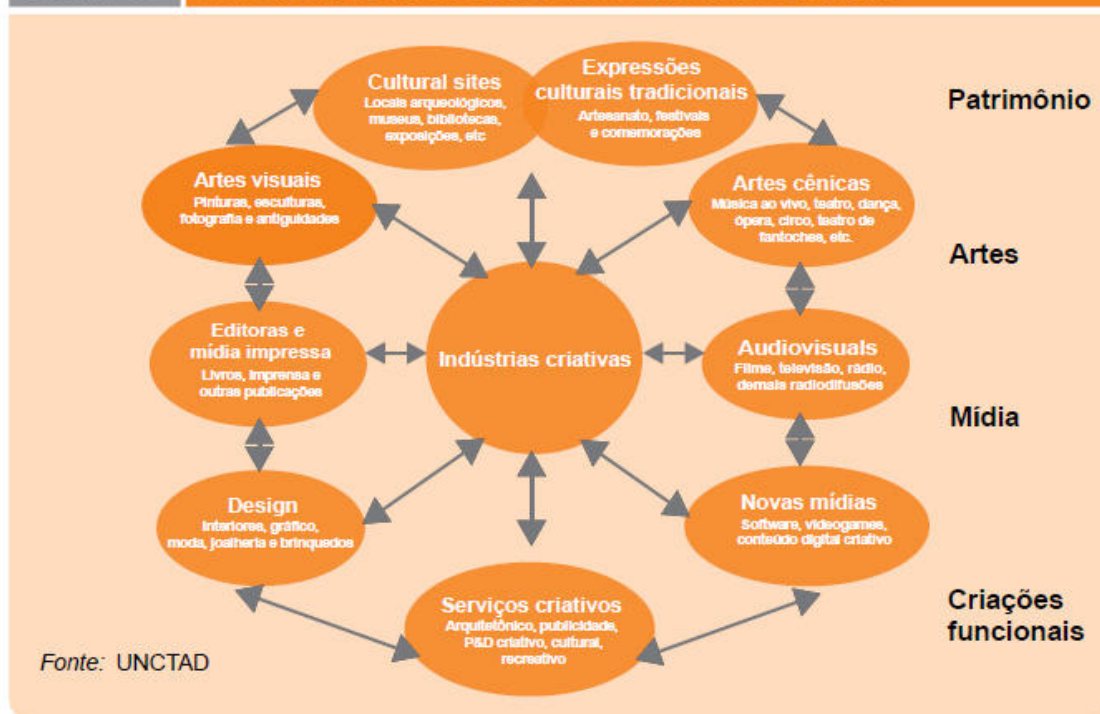 Cultural sites
Locais arqueológicos,
museus, bibliotecas,
exposições, etc
Expressões
culturais tradicionais
Artesanato, festivais
e comemorações
Patrimônio
Artes visuais
Pinturas, esculturas,
fotografia e antiguidades
Artes cênicas
Música ao vivo, teatro, dança,
ópera, circo, teatro de
fantoches, etc.
Artes
Editoras e
mídia impressa
Livros, imprensa e
outras publicações
Indústrias criativas
Audiovisuals
Filme, televisão, rádio,
demais radiodifusões
Mídia
Design
Interiores, gráfico,
moda, joalheria e brinquedos
Novas mídias
Software, videogames,
conteúdo digital criativo
Serviços criativos
Arquitetônico, publicidade,
P&D criativo, cultural,
recreativo
Criações
funcionais
Fonte: UNCTAD